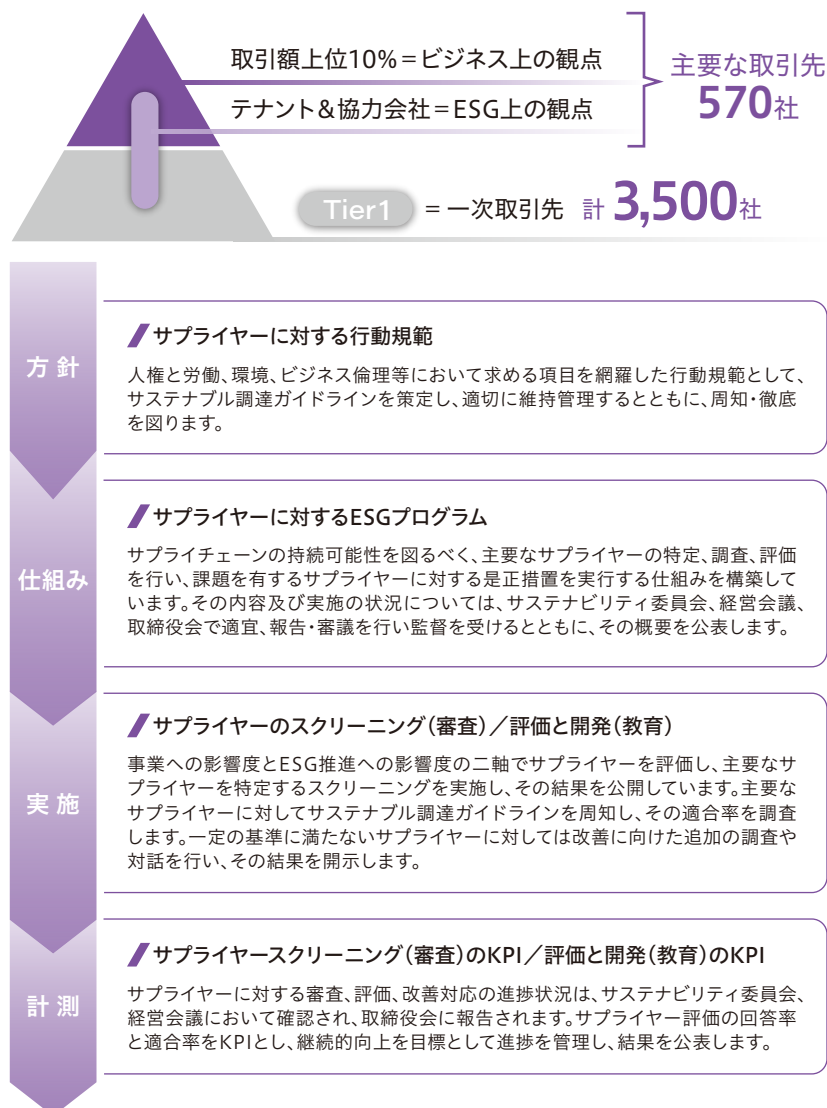 取引額上位10%=ビジネス上の観点
テナント&協力会社=ESG上の観点
主要な取引先
570社
Tier1 =一次取引先 計 3,500社
方針
サプライヤーに対する行動規範
人権と労働、環境、ビジネス倫理等において求める項目を網羅した行動規範として、
サステナブル調達ガイドラインを策定し、適切に維持管理するとともに、周知・徹底
を図ります。
仕組み
サプライヤーに対するESGプログラム
サプライチェーンの持続可能性を図るべく、主要なサプライヤーの特定、調査、評価
を行い、課題を有するサプライヤーに対する是正措置を実行する仕組みを構築して
います。その内容及び実施の状況については、サステナビリティ委員会、経営会議、
取締役会で適宜、報告・審議を行い監督を受けるとともに、その概要を公表します。
実施
サプライヤーのスクリーニング(審査)/評価と開発(教育)
事業への影響度とESG推進への影響度の二軸でサプライヤーを評価し、主要なサ
プライヤーを特定するスクリーニングを実施し、その結果を公開しています。主要な
サプライヤーに対してサステナブル調達ガイドラインを周知し、その適合率を調査
します。一定の基準に満たないサプライヤーに対しては改善に向けた追加の調査や
対話を行い、その結果を開示します。
計測
サプライヤースクリーニング(審査)のKPI/評価と開発(教育)のKPI
サプライヤーに対する審査、評価、改善対応の進捗状況は、サステナビリティ委員会、
経営会議において確認され、取締役会に報告されます。サプライヤー評価の回答率
と適合率をKPIとし、継続的向上を目標として進捗を管理し、結果を公表します。